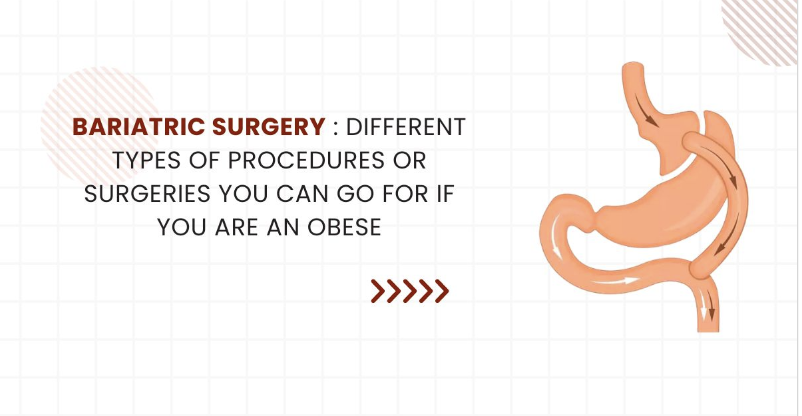 BARIATRIC SURGERY : DIFFERENT
TYPES OF PROCEDURES OR
SURGERIES YOU CAN GO FOR IF
YOU ARE AN OBESE